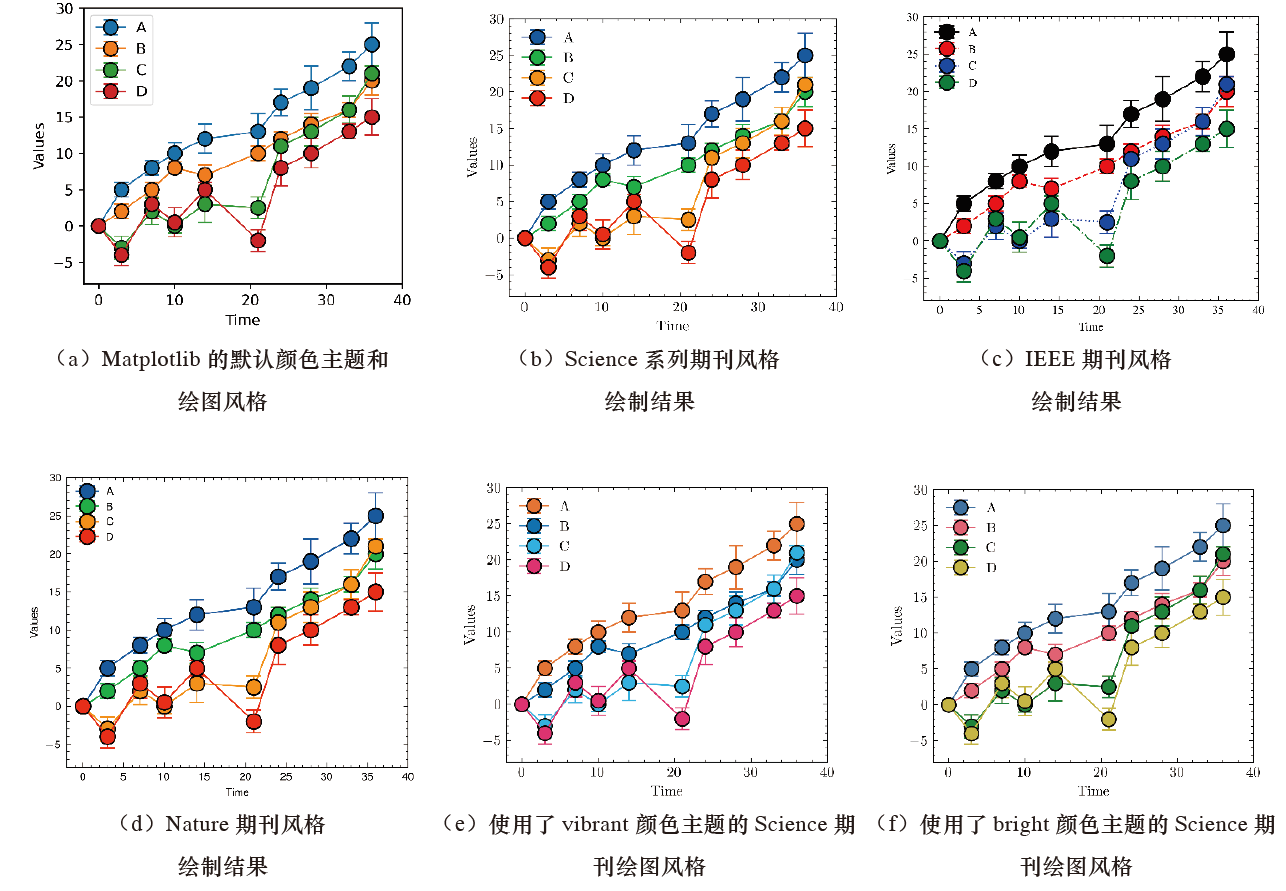 30
25
20
15
10
5
0
−5
Values
A
B
C
D
0 10 20 30 40
Time
30
25
20
15
10
5
0
−5
Values
A
B
C
D
0 10 20 30 40
Time
30
25
20
15
10
5
0
−5
Values
A
B
C
D
0 5 10 15 20 25 30 35 40
Time
（a）Matplotlib 的默认颜色主题和
绘图风格
（b）Science 系列期刊风格
绘制结果
（c）IEEE 期刊风格
绘制结果
30
25
20
15
10
5
0
−5
Values
A
B
C
D
0 5 10 15 20 25 30 35 40
Time
30
25
20
15
10
5
0
−5
Values
A
B
C
D
0 10 20 30 40
Time
30
25
20
15
10
5
0
−5
Values
A
B
C
D
0 10 20 30 40
Time
（d）Nature 期刊风格
绘制结果
（e）使用了 vibrant 颜色主题的 Science 期
刊绘图风格
（f）使用了 bright 颜色主题的 Science 期
刊绘图风格